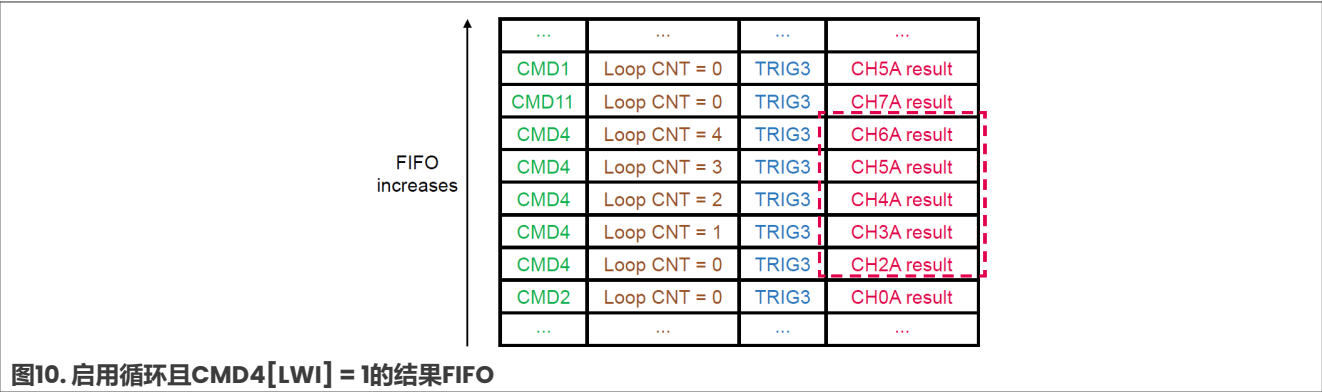 ... ... ... ...
CMD1 Loop CNT = 0 TRIG3 CH5A result
CMD11 Loop CNT = 0 TRIG3 CH7A result
CMD4 Loop CNT = 4 TRIG3 CH6A result
CMD4 Loop CNT = 3 TRIG3 CH5A result
CMD4 Loop CNT = 2 TRIG3 CH4A result
CMD4 Loop CNT = 1 TRIG3 CH3A result
CMD4 Loop CNT = 0 TRIG3 CH2A result
CMD2 Loop CNT = 0 TRIG3 CH0A result
... ... ... ...
FIFO
increases
图10. 启用循环且CMD4[LWI] = 1的结果FIFO